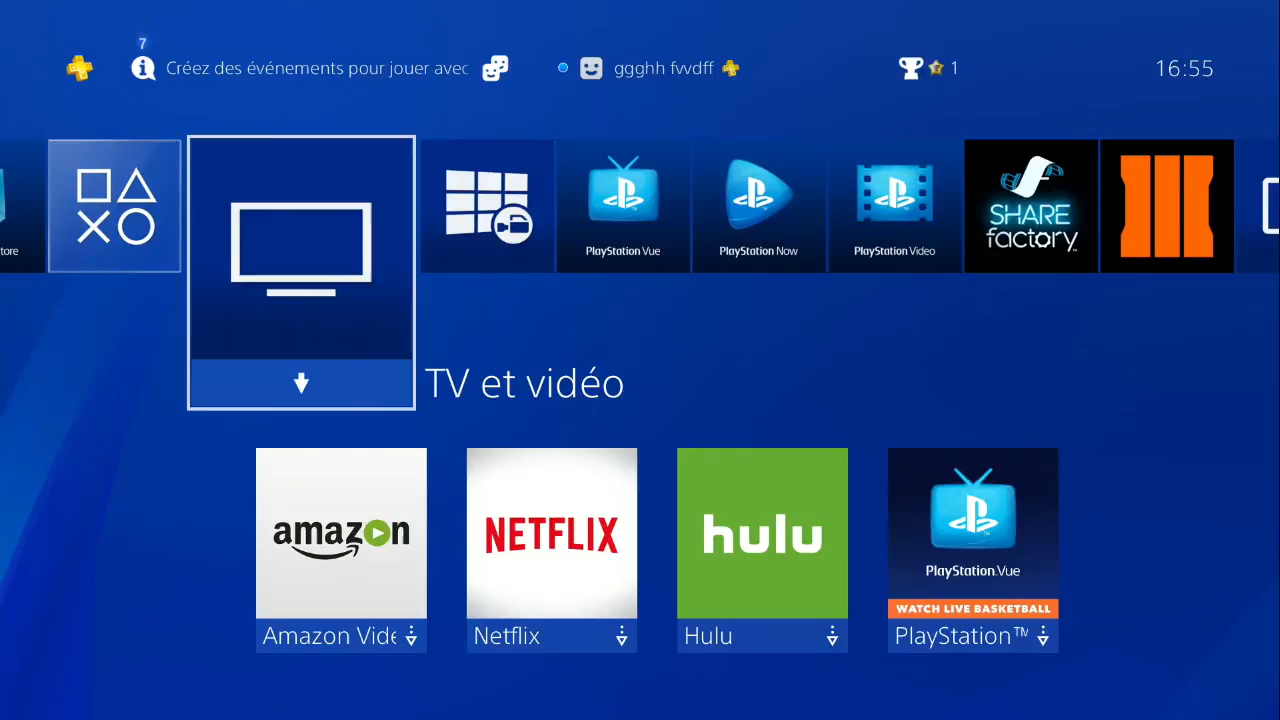 7
Créez des événements pour jouer avec
ggghh fvvdff
1
16:55
tore
PlayStation Vue
PlayStation Now
PlayStation Video
SHARE
factory
TV et vidéo
amazon
NETFLIX
hulu
PlayStation Vue
WATCH LIVE BASKETBALL
Amazon Vide
Netflix
Hulu
PlayStation™